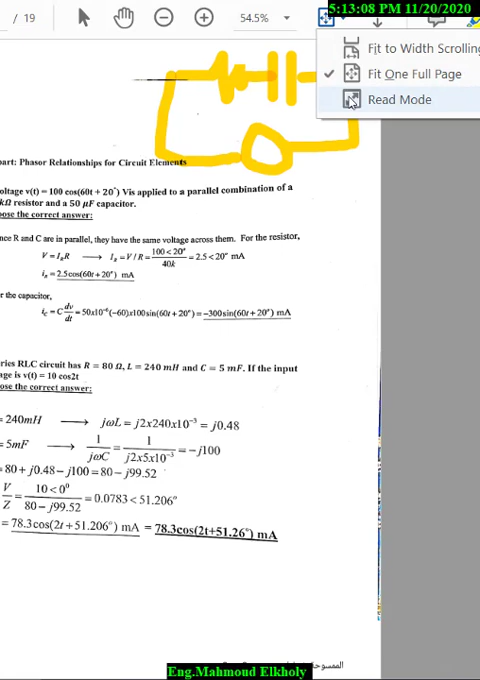 5:13:08 PM 11/20/2020
/ 19
54.5%
Fit to Width Scrolling
Fit One Full Page
Read Mode
part: Phasor Relationships for Circuit Elements
oltage v(t) = 100 cos(60t + 20°) Vis applied to a parallel combination of a
kΩ resistor and a 50 µF capacitor.
oose the correct answer:
nce R and C are in parallel, they have the same voltage across them. For the resistor,
V = I_R R ⟶ I_R = V / R = 100 < 20° / 40k = 2.5 < 20° mA
i_R = 2.5cos(60t + 20°) mA
r the capacitor,
i_C = C dv/dt = 50x10⁻⁶(-60)x100sin(60t + 20°) = -300sin(60t + 20°) mA
ries RLC circuit has R = 80 Ω, L = 240 mH and C = 5 mF. If the input
age is v(t) = 10 cos2t
ose the correct answer:
= 240mH ⟶ jωL = j2x240x10⁻³ = j0.48
= 5mF ⟶ 1/jωC = 1/j2x5x10⁻³ = -j100
= 80 + j0.48 - j100 = 80 - j99.52
V/Z = 10 < 0⁰ / 80 - j99.52 = 0.0783 < 51.206°
= 78.3cos(2t + 51.206°) mA = 78.3cos(2t+51.26°) mA
الممسوحة
Eng.Mahmoud Elkholy